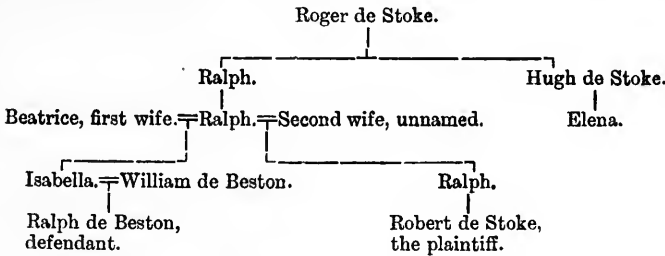 Roger de Stoke.
Ralph. Hugh de Stoke.
Beatrice, first wife.=Ralph.=Second wife, unnamed. Elena.
Isabella.=William de Beston. Ralph.
Ralph de Beston, Robert de Stoke,
defendant. the plaintiff.